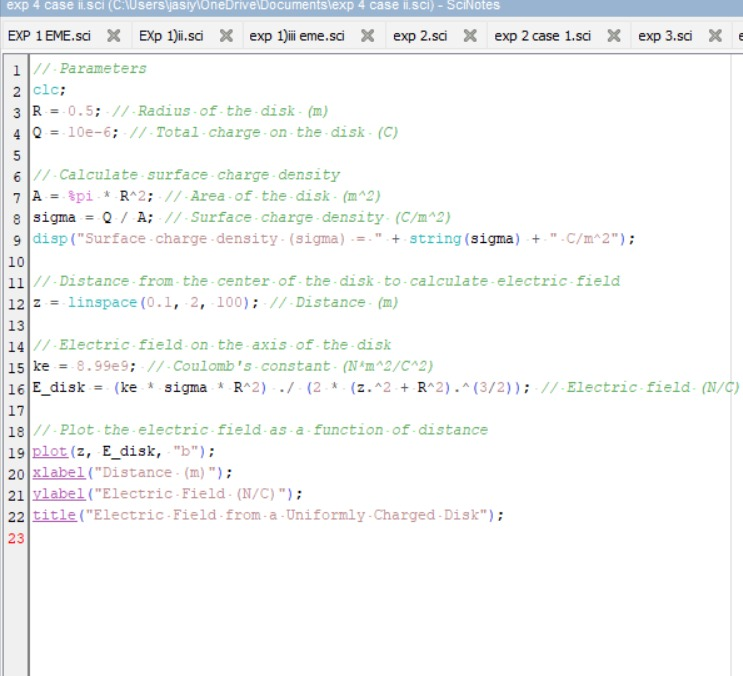 exp 4 case ii.sci (C:\Users\jasly\OneDrive\Documents\exp 4 case ii.sci) - SciNotes
EXP 1 EME.sci EXp 1)ii.sci exp 1)iii eme.sci exp 2.sci exp 2 case 1.sci exp 3.sci e
1 // Parameters
2 clc;
3 R = 0.5; // Radius of the disk (m)
4 Q = 10e-6; // Total charge on the disk (C)
5
6 // Calculate surface charge density
7 A = %pi * R^2; // Area of the disk (m^2)
8 sigma = Q / A; // Surface charge density (C/m^2)
9 disp("Surface charge density (sigma) = " + string(sigma) + " C/m^2");
10
11 // Distance from the center of the disk to calculate electric field
12 z = linspace(0.1, 2, 100); // Distance (m)
13
14 // Electric field on the axis of the disk
15 ke = 8.99e9; // Coulomb's constant (N*m^2/C^2)
16 E_disk = (ke * sigma * R^2) ./ (2 * (z.^2 + R^2).^(3/2)); // Electric field (N/C)
17
18 // Plot the electric field as a function of distance
19 plot(z, E_disk, "b");
20 xlabel("Distance (m)");
21 ylabel("Electric Field (N/C)");
22 title("Electric Field from a Uniformly Charged Disk");
23